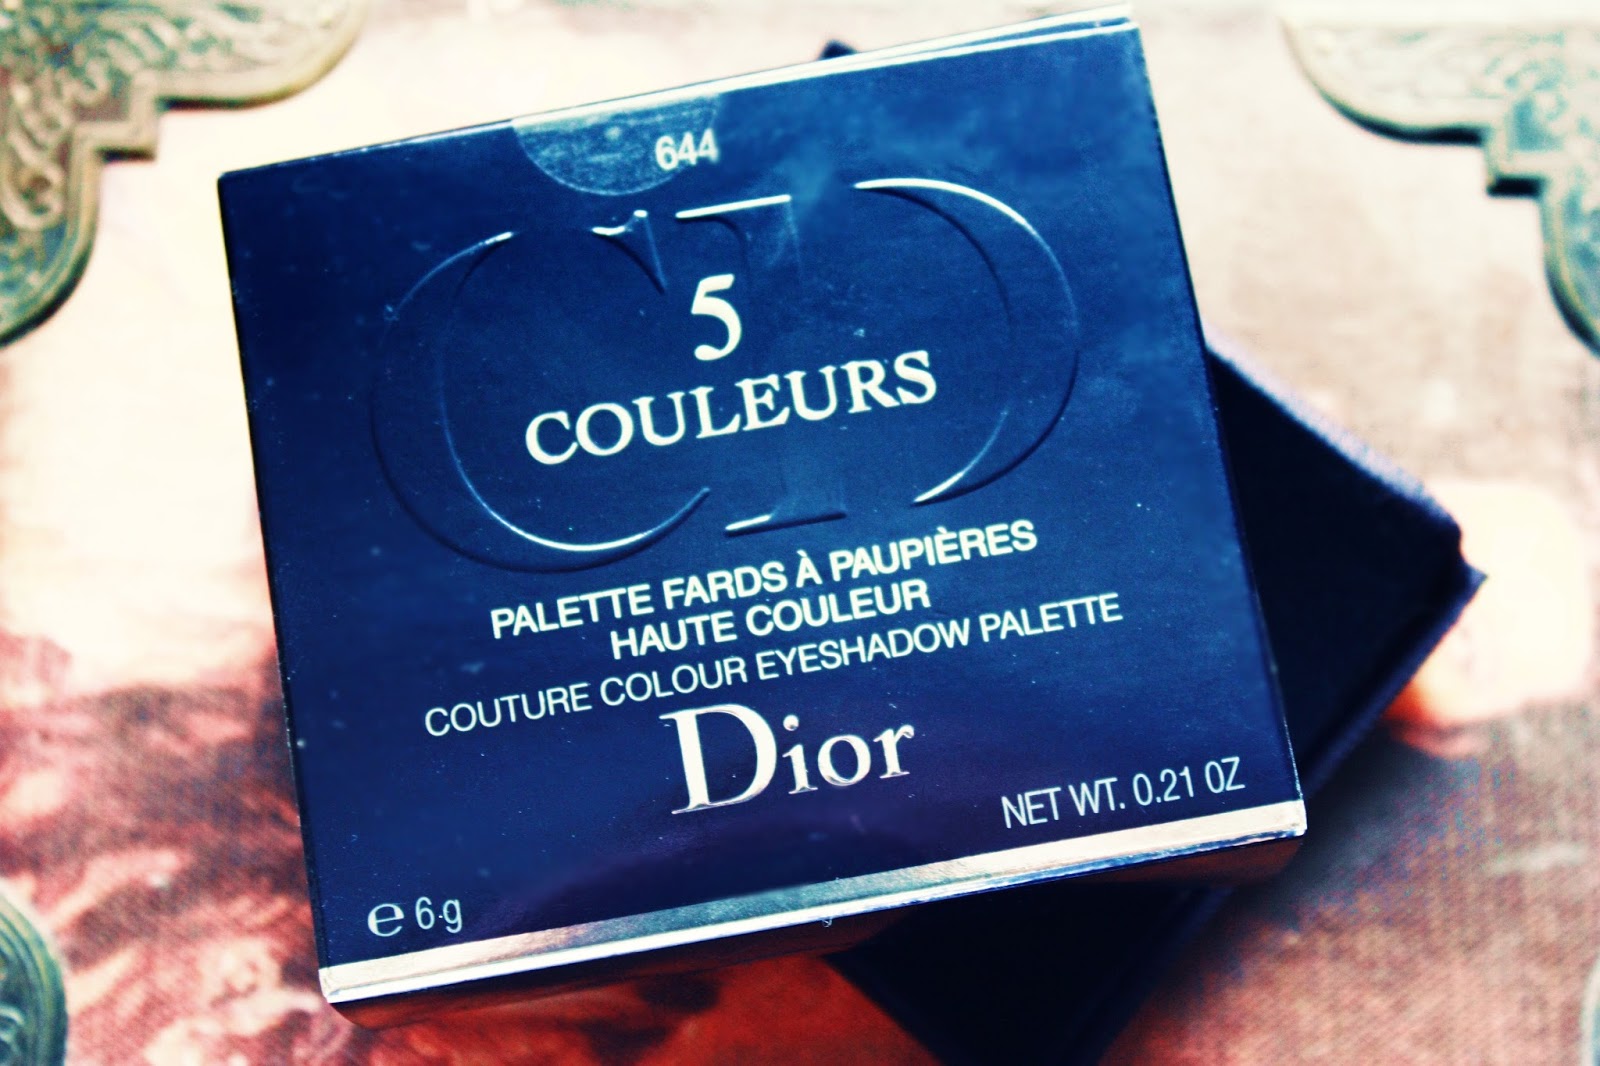 644
CD
5
COULEURS
PALETTE FARDS À PAUPIÈRES
HAUTE COULEUR
COUTURE COLOUR EYESHADOW PALETTE
Dior
NET WT. 0.21 OZ
℮ 6 g